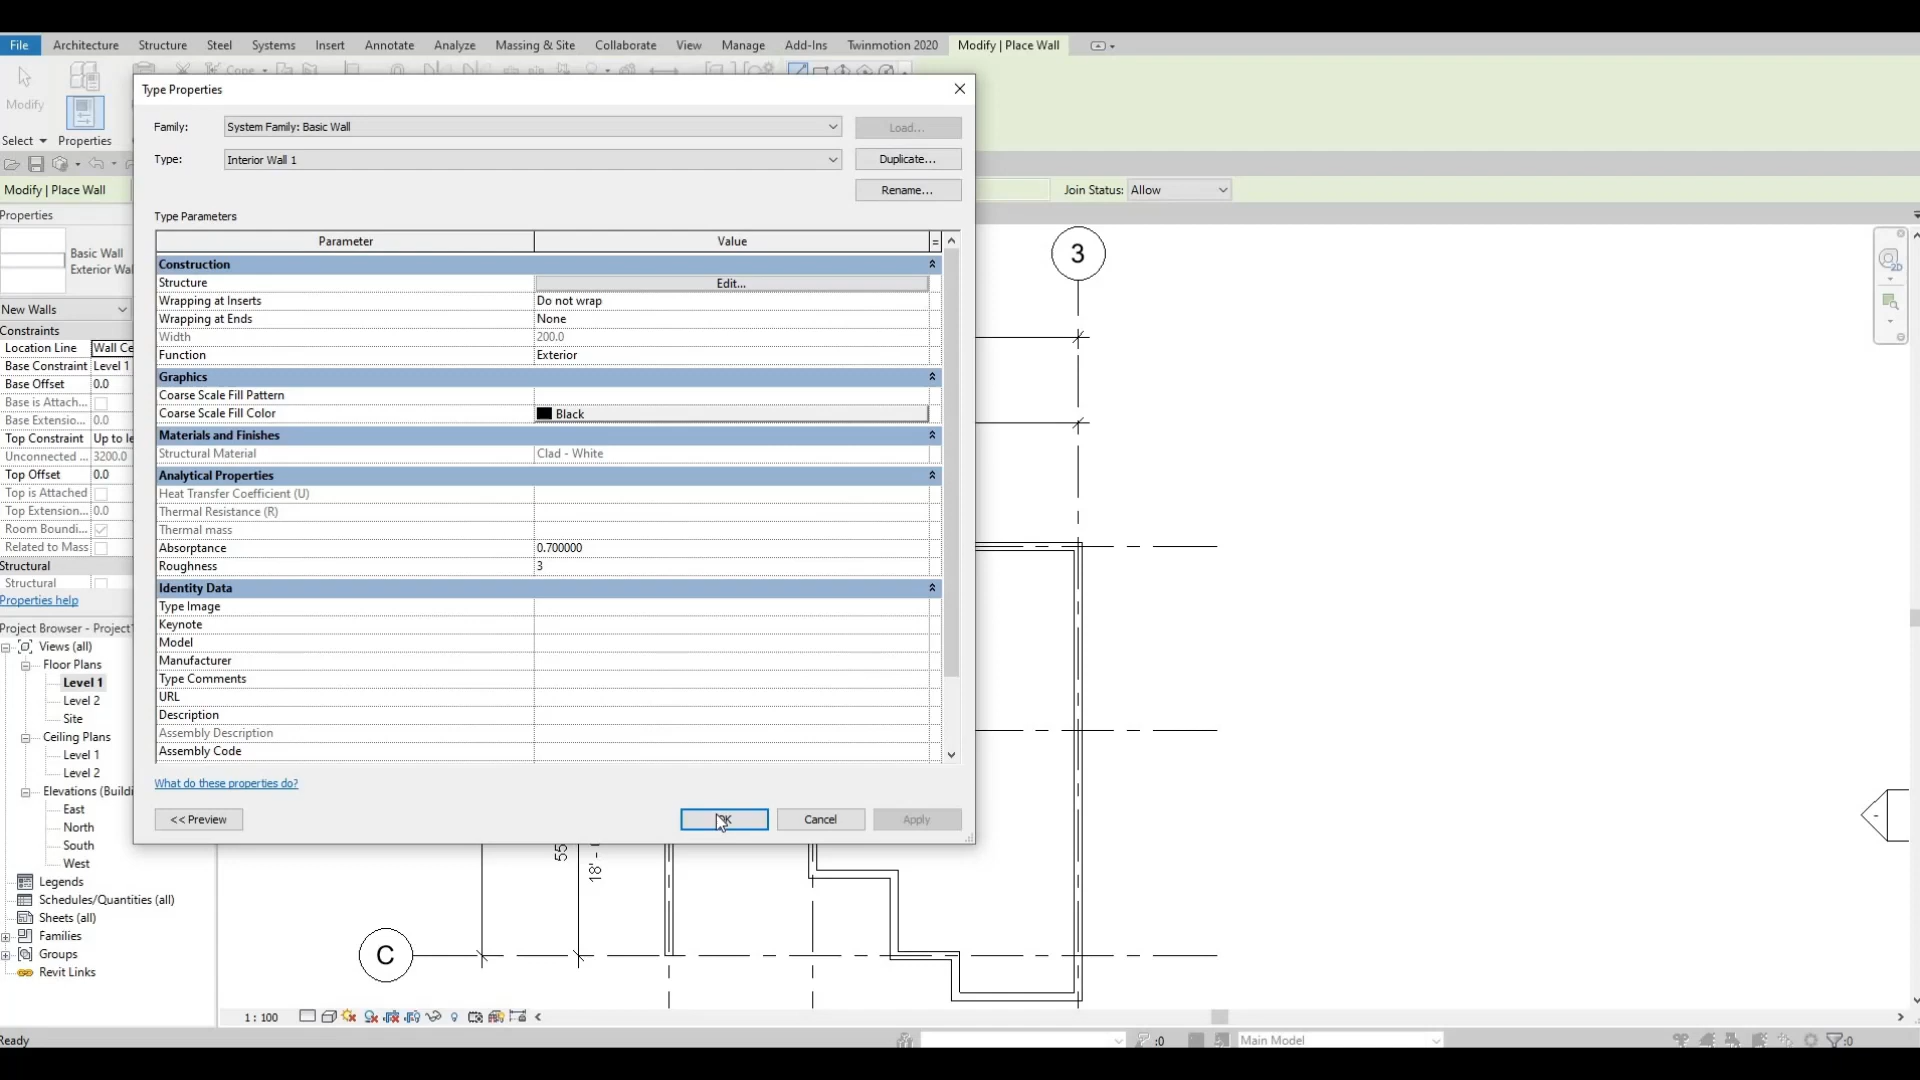 File Architecture Structure Steel Systems Insert Annotate Analyze Massing & Site Collaborate View Manage Add-Ins Twinmotion 2020 Modify | Place Wall
Modify
Select Properties
Modify | Place Wall
Join Status: Allow
Type Properties
Family: System Family: Basic Wall Load...
Type: Interior Wall 1 Duplicate...
Rename...
Type Parameters
Parameter Value =
Construction
Structure Edit...
Wrapping at Inserts Do not wrap
Wrapping at Ends None
Width 200.0
Function Exterior
Graphics
Coarse Scale Fill Pattern
Coarse Scale Fill Color Black
Materials and Finishes
Structural Material Clad - White
Analytical Properties
Heat Transfer Coefficient (U)
Thermal Resistance (R)
Thermal mass
Absorptance 0.700000
Roughness 3
Identity Data
Type Image
Keynote
Model
Manufacturer
Type Comments
URL
Description
Assembly Description
Assembly Code
What do these properties do?
<< Preview Cancel Apply
Properties
Basic Wall
Exterior Wal
New Walls
Constraints
Location Line Wall Ce
Base Constraint Level 1
Base Offset 0.0
Base is Attach...
Base Extensio... 0.0
Top Constraint Up to le
Unconnected ... 3200.0
Top Offset 0.0
Top is Attached
Top Extension... 0.0
Room Boundi...
Related to Mass
Structural
Structural
Properties help
Project Browser - Project
Views (all)
Floor Plans
Level 1
Level 2
Site
Ceiling Plans
Level 1
Level 2
Elevations (Buildi
East
North
South
West
Legends
Schedules/Quantities (all)
Sheets (all)
Families
Groups
Revit Links
3
2D
55
18' -
C
1 : 100
Ready
:0
Main Model
:0